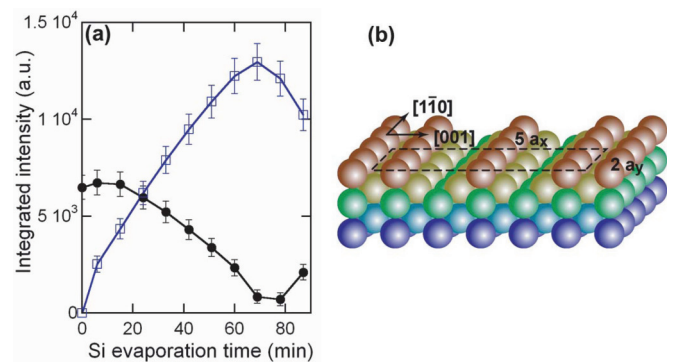 1.5 10⁴
(a)
1 10⁴
5 10³
0
0 20 40 60 80
Integrated intensity (a.u.)
Si evaporation time (min)
(b)
[11̅0]
[001]
5 aₓ
2 aᵧ